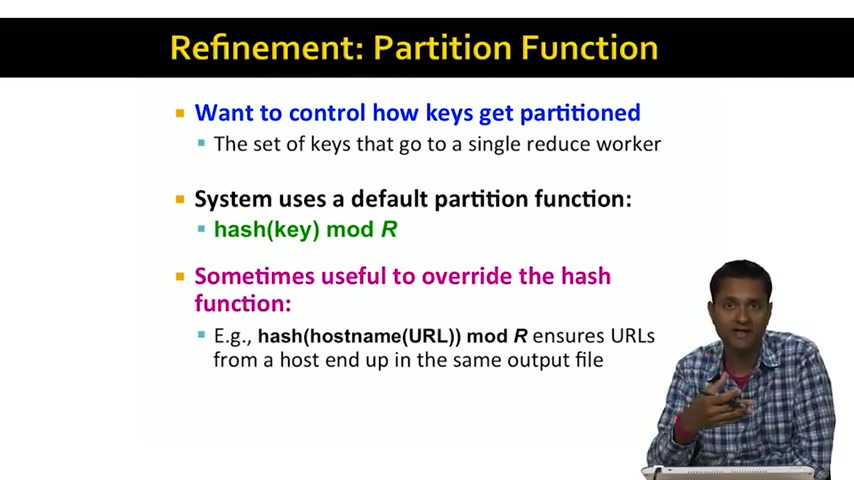 Refinement: Partition Function
Want to control how keys get partitioned
The set of keys that go to a single reduce worker
System uses a default partition function:
hash(key) mod R
Sometimes useful to override the hash
function:
E.g., hash(hostname(URL)) mod R ensures URLs
from a host end up in the same output file